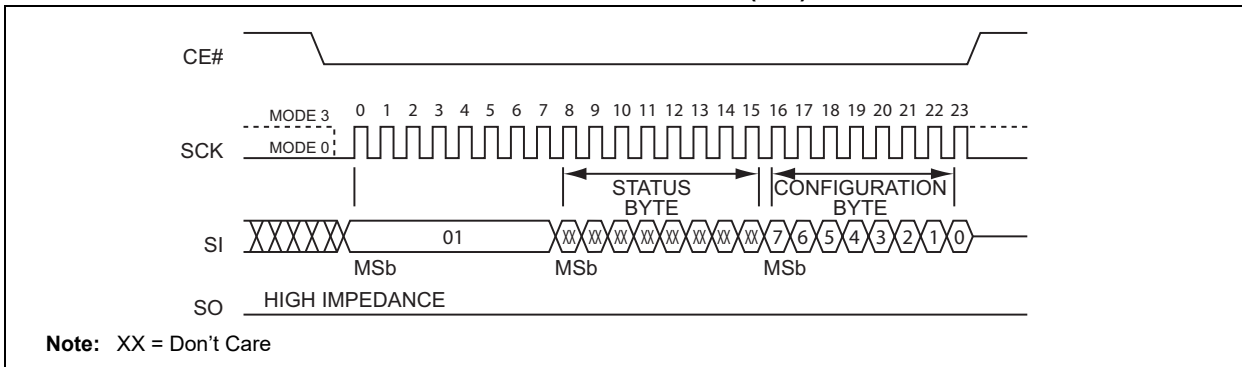 CE#
MODE 3
0 1 2 3 4 5 6 7 8 9 10 11 12 13 14 15 16 17 18 19 20 21 22 23
SCK
MODE 0
STATUS BYTE
CONFIGURATION BYTE
SI
01
XX XX XX XX XX XX XX XX 7 6 5 4 3 2 1 0
MSb MSb MSb
SO
HIGH IMPEDANCE
Note: XX = Don't Care